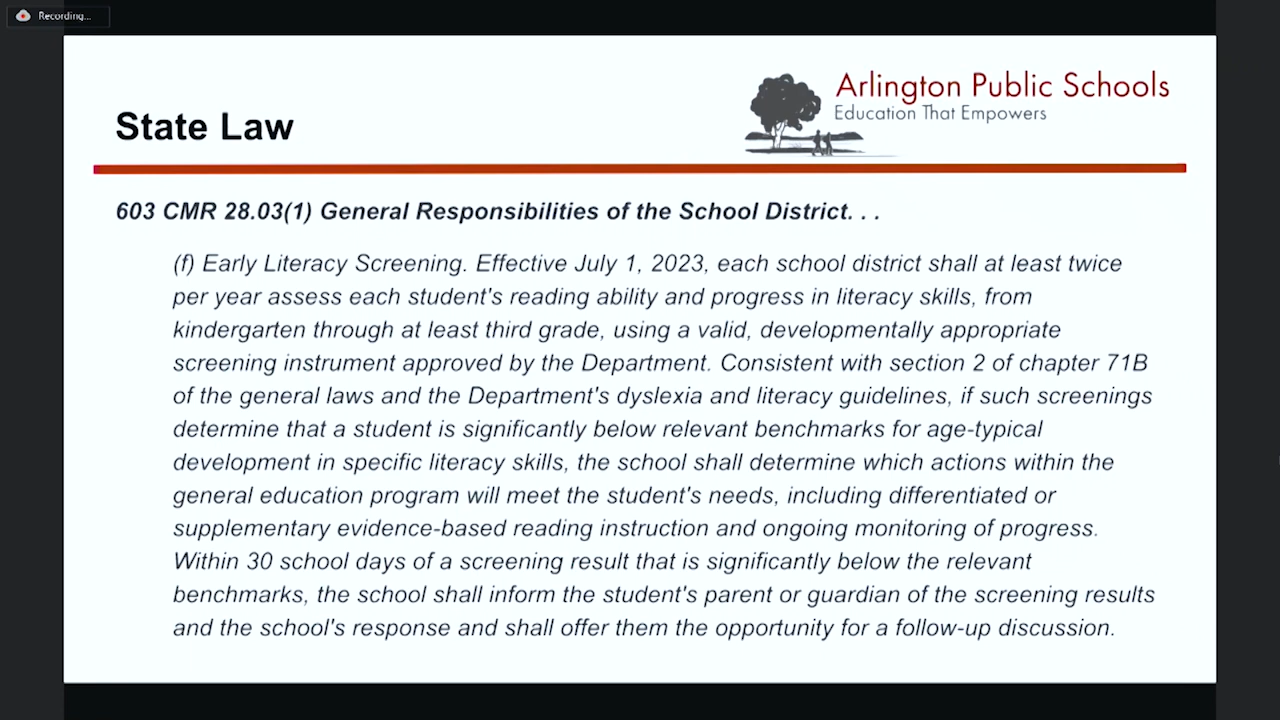 Recording...
Arlington Public Schools
Education That Empowers
State Law
603 CMR 28.03(1) General Responsibilities of the School District. . .
(f) Early Literacy Screening. Effective July 1, 2023, each school district shall at least twice
per year assess each student's reading ability and progress in literacy skills, from
kindergarten through at least third grade, using a valid, developmentally appropriate
screening instrument approved by the Department. Consistent with section 2 of chapter 71B
of the general laws and the Department's dyslexia and literacy guidelines, if such screenings
determine that a student is significantly below relevant benchmarks for age-typical
development in specific literacy skills, the school shall determine which actions within the
general education program will meet the student's needs, including differentiated or
supplementary evidence-based reading instruction and ongoing monitoring of progress.
Within 30 school days of a screening result that is significantly below the relevant
benchmarks, the school shall inform the student's parent or guardian of the screening results
and the school's response and shall offer them the opportunity for a follow-up discussion.